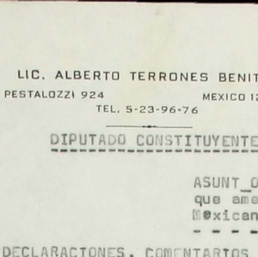 LIC. ALBERTO TERRONES BENIT
PESTALOZZI 924 MEXICO 12
TEL. 5-23-96-76
DIPUTADO CONSTITUYENTE
ASUNTO
que ame
Mexican
DECLARACIONES, COMENTARIOS